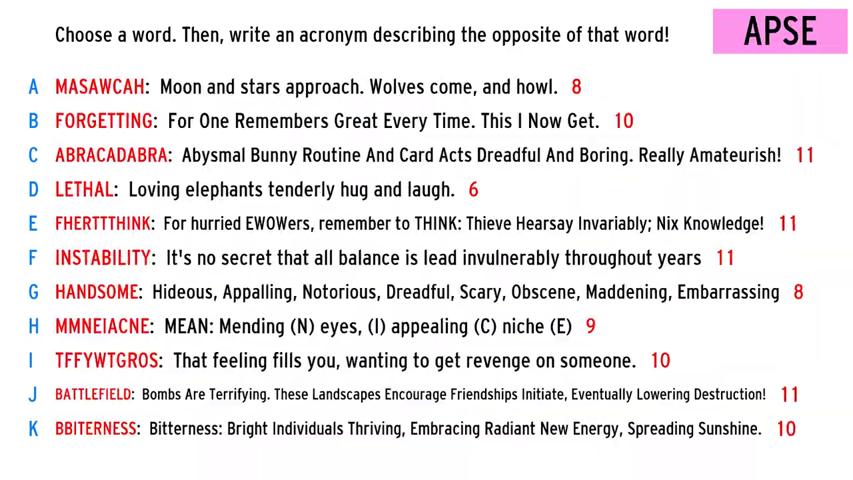 Choose a word. Then, write an acronym describing the opposite of that word!
APSE
A MASAWCAH: Moon and stars approach. Wolves come, and howl. 8
B FORGETTING: For One Remembers Great Every Time. This I Now Get. 10
C ABRACADABRA: Abysmal Bunny Routine And Card Acts Dreadful And Boring. Really Amateurish! 11
D LETHAL: Loving elephants tenderly hug and laugh. 6
E FHERTTTHINK: For hurried EWOWers, remember to THINK: Thieve Hearsay Invariably; Nix Knowledge! 11
F INSTABILITY: It's no secret that all balance is lead invulnerably throughout years 11
G HANDSOME: Hideous, Appalling, Notorious, Dreadful, Scary, Obscene, Maddening, Embarrassing 8
H MMNEIACNE: MEAN: Mending (N) eyes, (I) appealing (C) niche (E) 9
I TFFYWTGROS: That feeling fills you, wanting to get revenge on someone. 10
J BATTLEFIELD: Bombs Are Terrifying. These Landscapes Encourage Friendships Initiate, Eventually Lowering Destruction! 11
K BBITERNESS: Bitterness: Bright Individuals Thriving, Embracing Radiant New Energy, Spreading Sunshine. 10